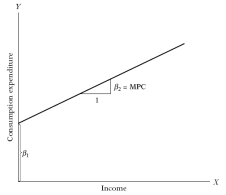 Y
Consumption expenditure
β₂ = MPC
1
β₁
X
Income